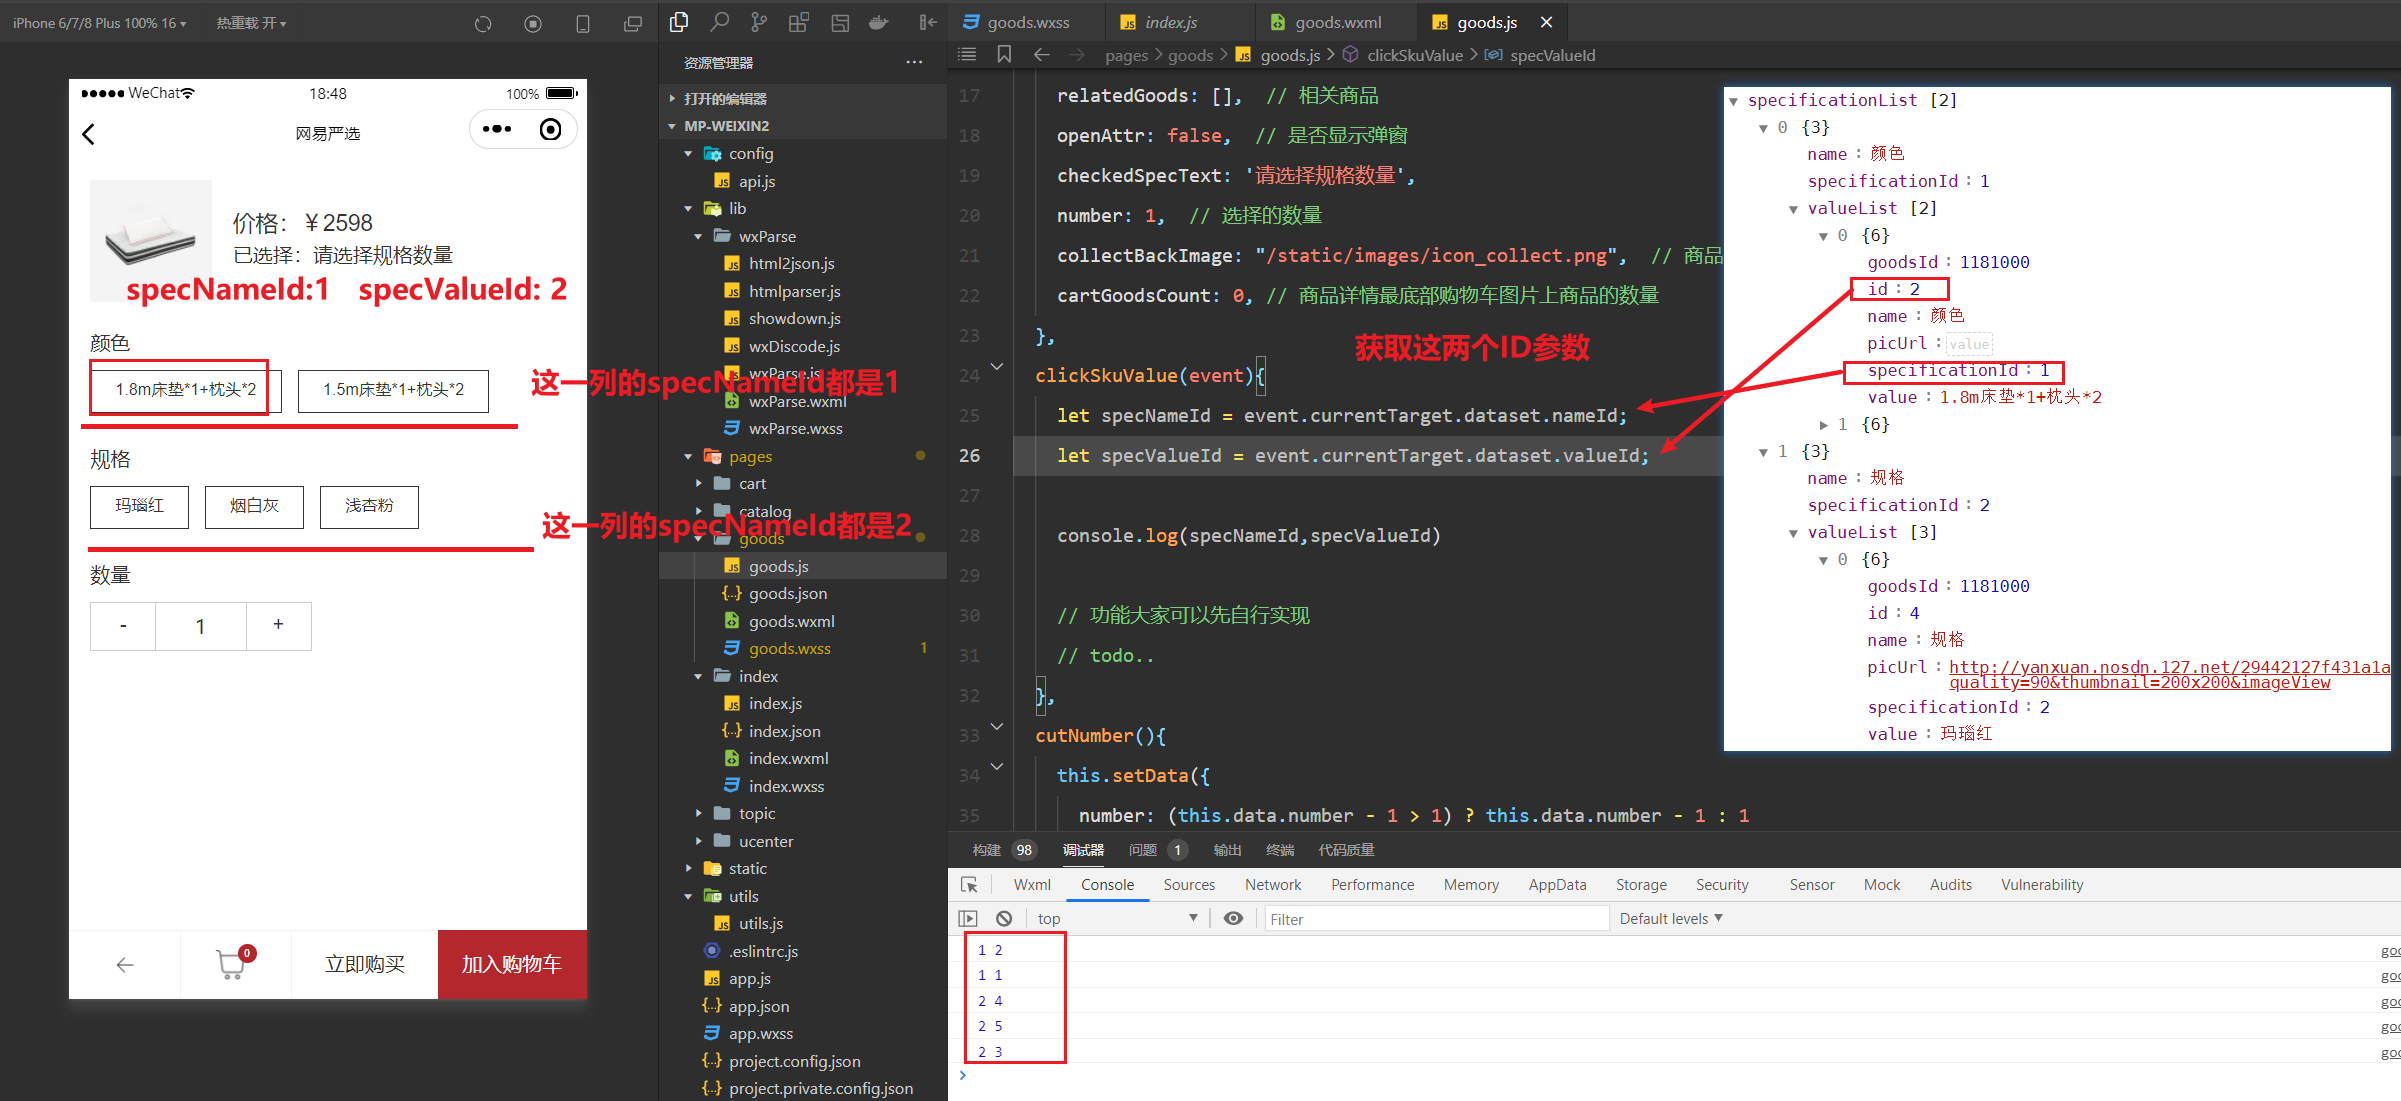 iPhone 6/7/8 Plus 100% 16
热重载 开
WeChat
18:48
100%
网易严选
价格：￥2598
已选择：请选择规格数量
specNameId:1 specValueId: 2
颜色
1.8m床垫*1+枕头*2
1.5m床垫*1+枕头*2
这一列的specNameId都是1
规格
玛瑙红
烟白灰
浅杏粉
这一列的specNameId都是2
数量
- 1 +
0
立即购买
加入购物车
资源管理器
打开的编辑器
MP-WEIXIN2
config
api.js
lib
wxParse
html2json.js
htmlparser.js
showdown.js
wxDiscode.js
wxParse.js
wxParse.wxml
wxParse.wxss
pages
cart
catalog
goods
goods.js
goods.json
goods.wxml
goods.wxss 1
index
index.js
index.json
index.wxml
index.wxss
topic
ucenter
static
utils
utils.js
.eslintrc.js
app.js
app.json
app.wxss
project.config.json
project.private.config.json
goods.wxss
index.js
goods.wxml
goods.js
pages > goods > goods.js > clickSkuValue > specValueId
17 relatedGoods: [], // 相关商品
18 openAttr: false, // 是否显示弹窗
19 checkedSpecText: '请选择规格数量',
20 number: 1, // 选择的数量
21 collectBackImage: "/static/images/icon_collect.png", // 商品
22 cartGoodsCount: 0, // 商品详情最底部购物车图片上商品的数量
23 },
获取这两个ID参数
24 clickSkuValue(event){
25 let specNameId = event.currentTarget.dataset.nameId;
26 let specValueId = event.currentTarget.dataset.valueId;
27
28 console.log(specNameId,specValueId)
29
30 // 功能大家可以先自行实现
31 // todo..
32 },
33 cutNumber(){
34 this.setData({
35 number: (this.data.number - 1 > 1) ? this.data.number - 1 : 1
specificationList [2]
0 {3}
name : 颜色
specificationId : 1
valueList [2]
0 {6}
goodsId : 1181000
id : 2
name : 颜色
picUrl : value
specificationId : 1
value : 1.8m床垫*1+枕头*2
1 {6}
1 {3}
name : 规格
specificationId : 2
valueList [3]
0 {6}
goodsId : 1181000
id : 4
name : 规格
picUrl : http://yanxuan.nosdn.127.net/29442127f431a1a
quality=90&thumbnail=200x200&imageView
specificationId : 2
value : 玛瑙红
构建 98 调试器 问题 1 输出 终端 代码质量
Wxml Console Sources Network Performance Memory AppData Storage Security Sensor Mock Audits Vulnerability
top
Filter
Default levels
1 2 goo
1 1 goo
2 4 goo
2 5 goo
2 3 goo